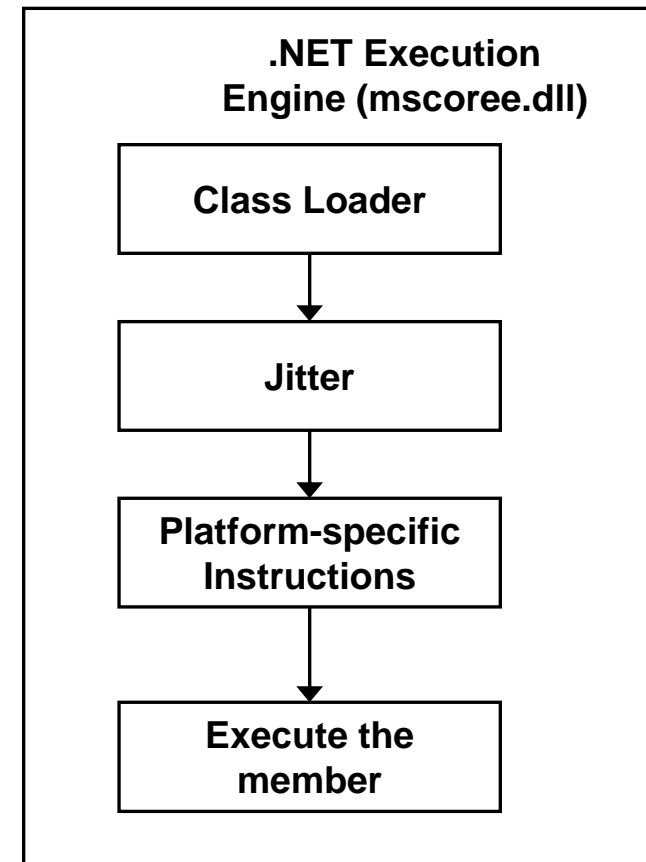 .NET Execution
Engine (mscoree.dll)
Class Loader
Jitter
Platform-specific
Instructions
Execute the
member